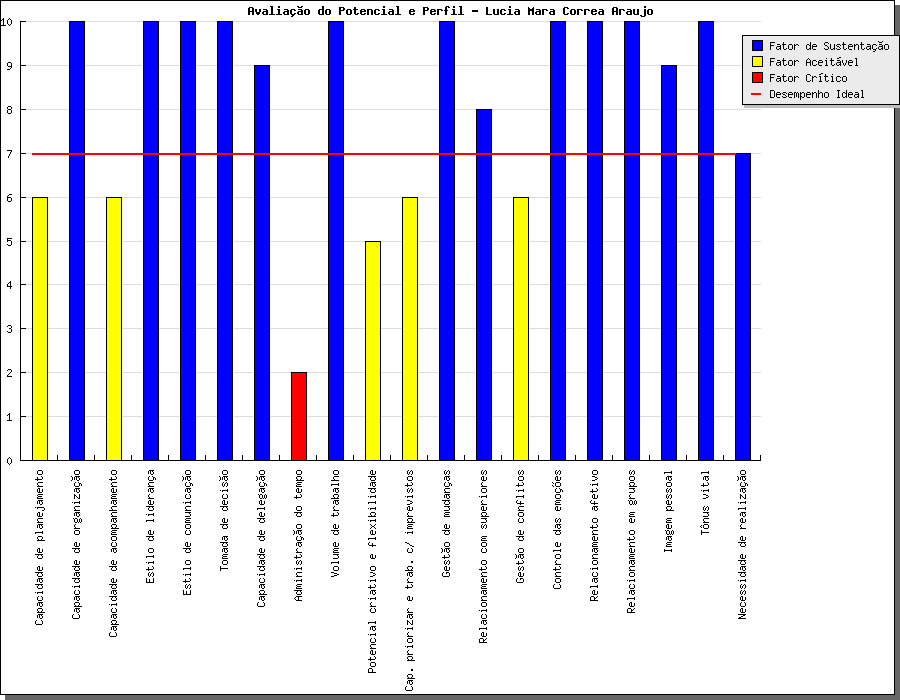 Avaliação do Potencial e Perfil - Lucia Mara Correa Araujo
Fator de Sustentação
Fator Aceitável
Fator Crítico
Desempenho Ideal
10
9
8
7
6
5
4
3
2
1
0
Capacidade de planejamento
Capacidade de organização
Capacidade de acompanhamento
Estilo de liderança
Estilo de comunicação
Tomada de decisão
Capacidade de delegação
Administração do tempo
Volume de trabalho
Potencial criativo e flexibilidade
Cap. priorizar e trab. c/ imprevistos
Gestão de mudanças
Relacionamento com superiores
Gestão de conflitos
Controle das emoções
Relacionamento afetivo
Relacionamento em grupos
Imagem pessoal
Tônus vital
Necessidade de realização